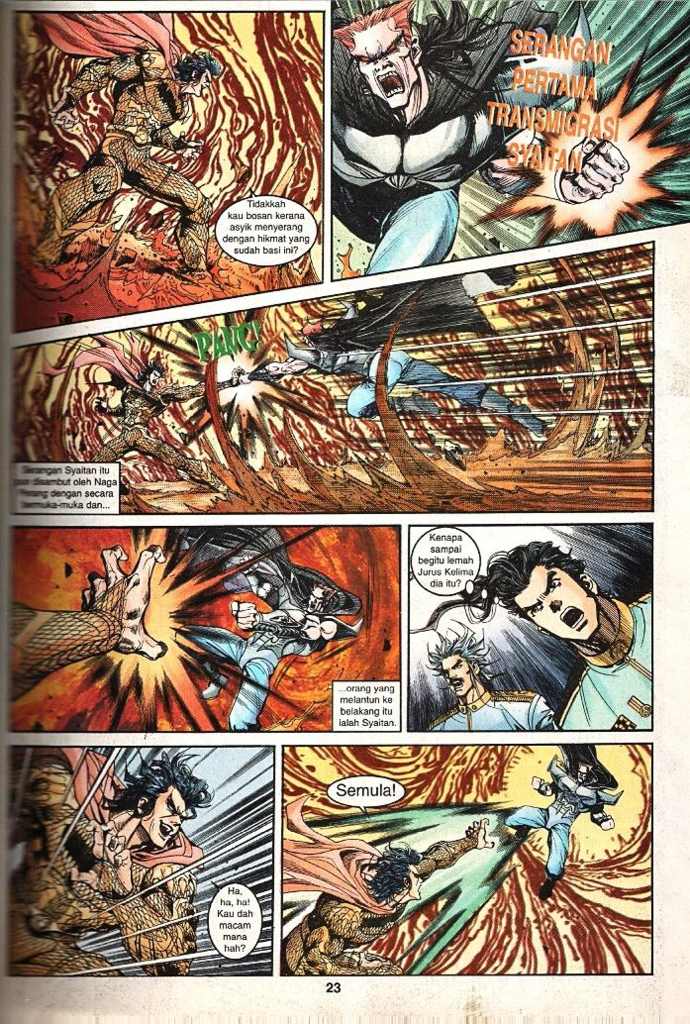 Tidakkah
kau bosan kerana
asyik menyerang
dengan hikmat yang
sudah basi ini?
SERANGAN
PERTAMA
TRANSMIGRASI
SYAITAN
PANG!
Serangan Syaitan itu
pun disambut oleh Naga
Perang dengan secara
bermuka-muka dan...
...orang yang
melantun ke
belakang itu
ialah Syaitan.
Kenapa
sampai
begitu lemah
Jurus Kelima
dia itu?
Ha,
ha, ha!
Kau dah
macam
mana
hah?
Semula!
23